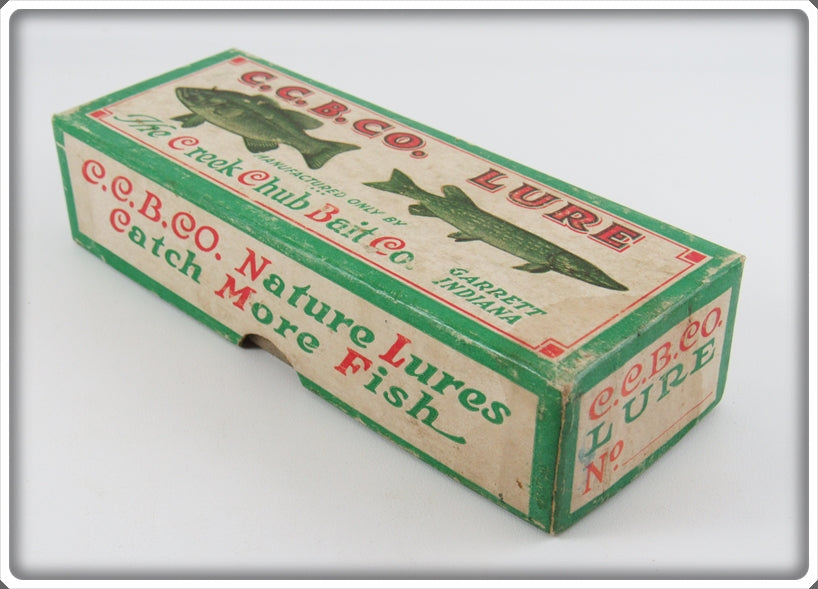 C.C.B.CO. LURE
MANUFACTURED ONLY BY
The Creek Chub Bait Co.
GARRETT
INDIANA
C.C.B.CO. Nature Lures
Catch More Fish
C.C.B.CO.
LURE
No.